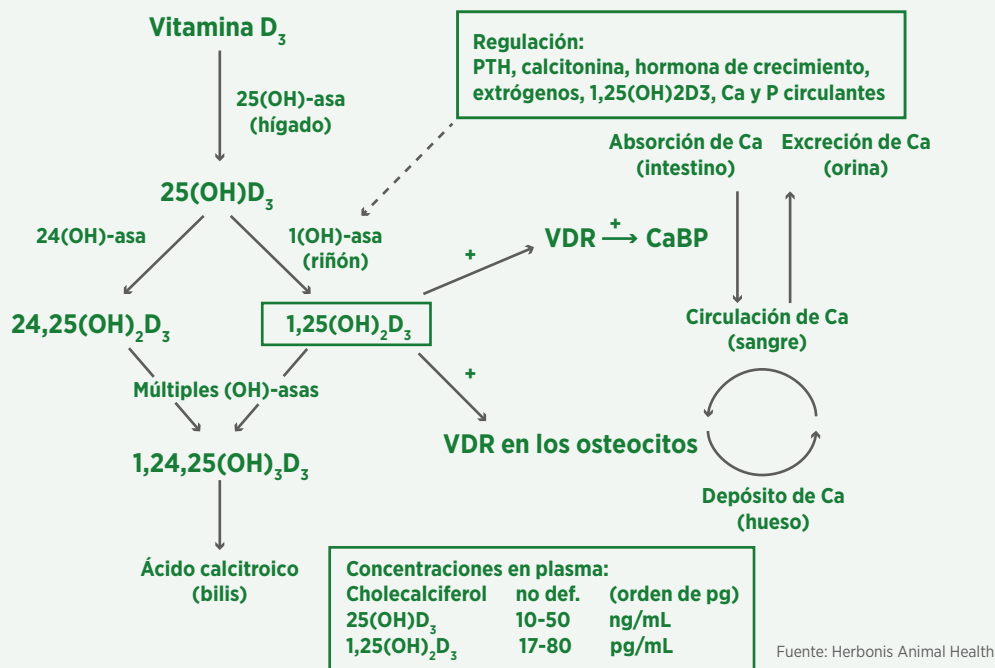 Vitamina D₃
Regulación:
PTH, calcitonina, hormona de crecimiento,
extrógenos, 1,25(OH)2D3, Ca y P circulantes
25(OH)-asa
(hígado)
Absorción de Ca
(intestino)
Excreción de Ca
(orina)
25(OH)D₃
24(OH)-asa
1(OH)-asa
(riñón)
+
VDR + CaBP
24,25(OH)₂D₃
1,25(OH)₂D₃
Circulación de Ca
(sangre)
+
Múltiples (OH)-asas
VDR en los osteocitos
1,24,25(OH)₃D₃
Depósito de Ca
(hueso)
Ácido calcitroico
(bilis)
Concentraciones en plasma:
Cholecalciferol no def. (orden de pg)
25(OH)D₃ 10-50 ng/mL
1,25(OH)₂D₃ 17-80 pg/mL
Fuente: Herbonis Animal Health